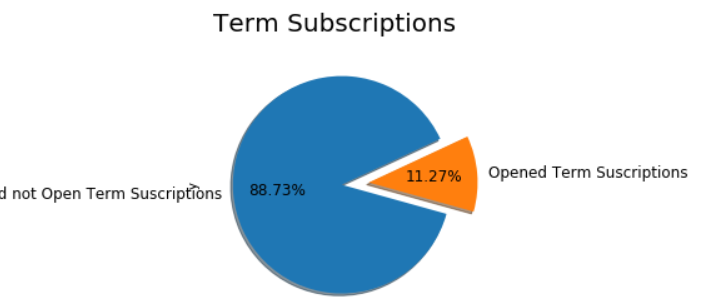 Term Subscriptions
88.73%
11.27%
Opened Term Suscriptions
d not Open Term Suscriptions
y